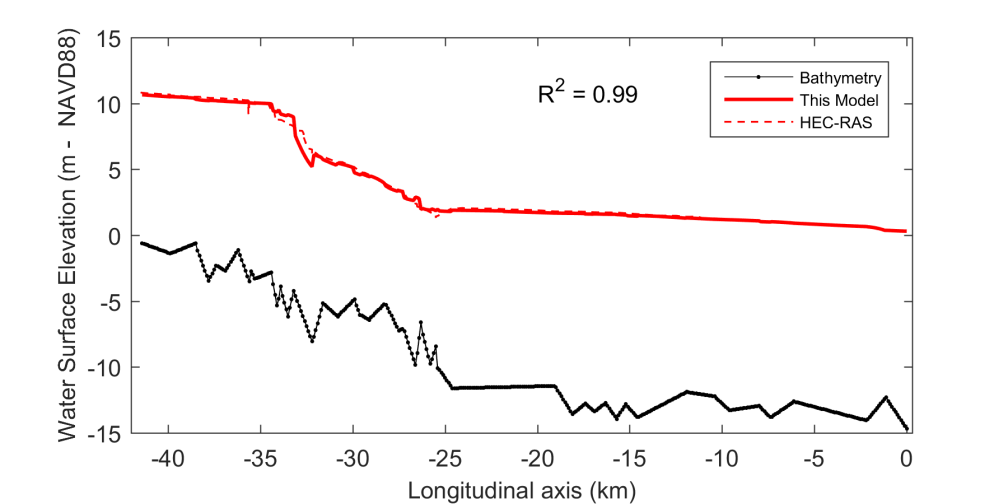 Water Surface Elevation (m - NAVD88)
15
10
5
0
-5
-10
-15
R² = 0.99
Bathymetry
This Model
HEC-RAS
-40 -35 -30 -25 -20 -15 -10 -5 0
Longitudinal axis (km)